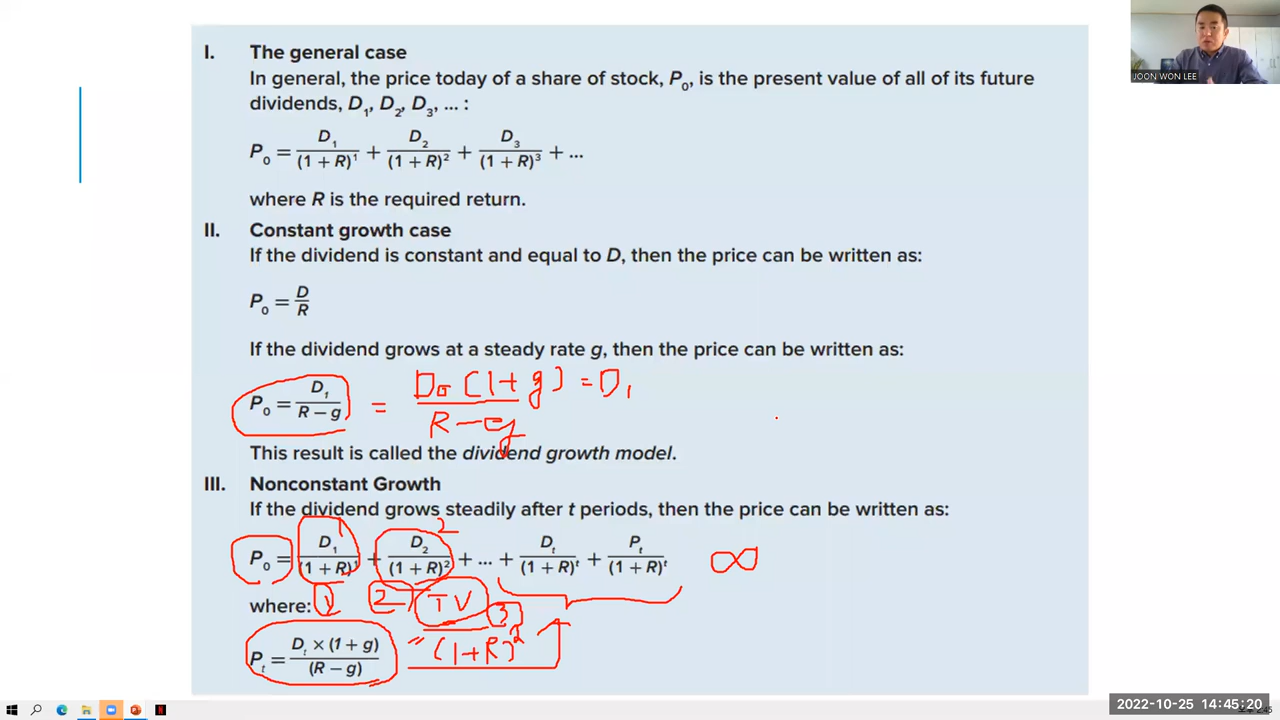 JOON WON LEE
I. The general case
In general, the price today of a share of stock, P₀, is the present value of all of its future
dividends, D₁, D₂, D₃, ... :
P₀ = D₁/(1 + R)¹ + D₂/(1 + R)² + D₃/(1 + R)³ + ...
where R is the required return.
II. Constant growth case
If the dividend is constant and equal to D, then the price can be written as:
P₀ = D/R
If the dividend grows at a steady rate g, then the price can be written as:
P₀ = D₁/(R − g) = D₀(1+g)/(R−g) = D₁
This result is called the dividend growth model.
III. Nonconstant Growth
If the dividend grows steadily after t periods, then the price can be written as:
P₀ = D₁/(1 + R)¹ + D₂/(1 + R)² + ... + Dₜ/(1 + R)ᵗ + Pₜ/(1 + R)ᵗ ∞
1 2
where: 1 2 TV 3
Pₜ = Dₜ × (1 + g)/(R − g) (1+R)²
2022-10-25 14:45:20